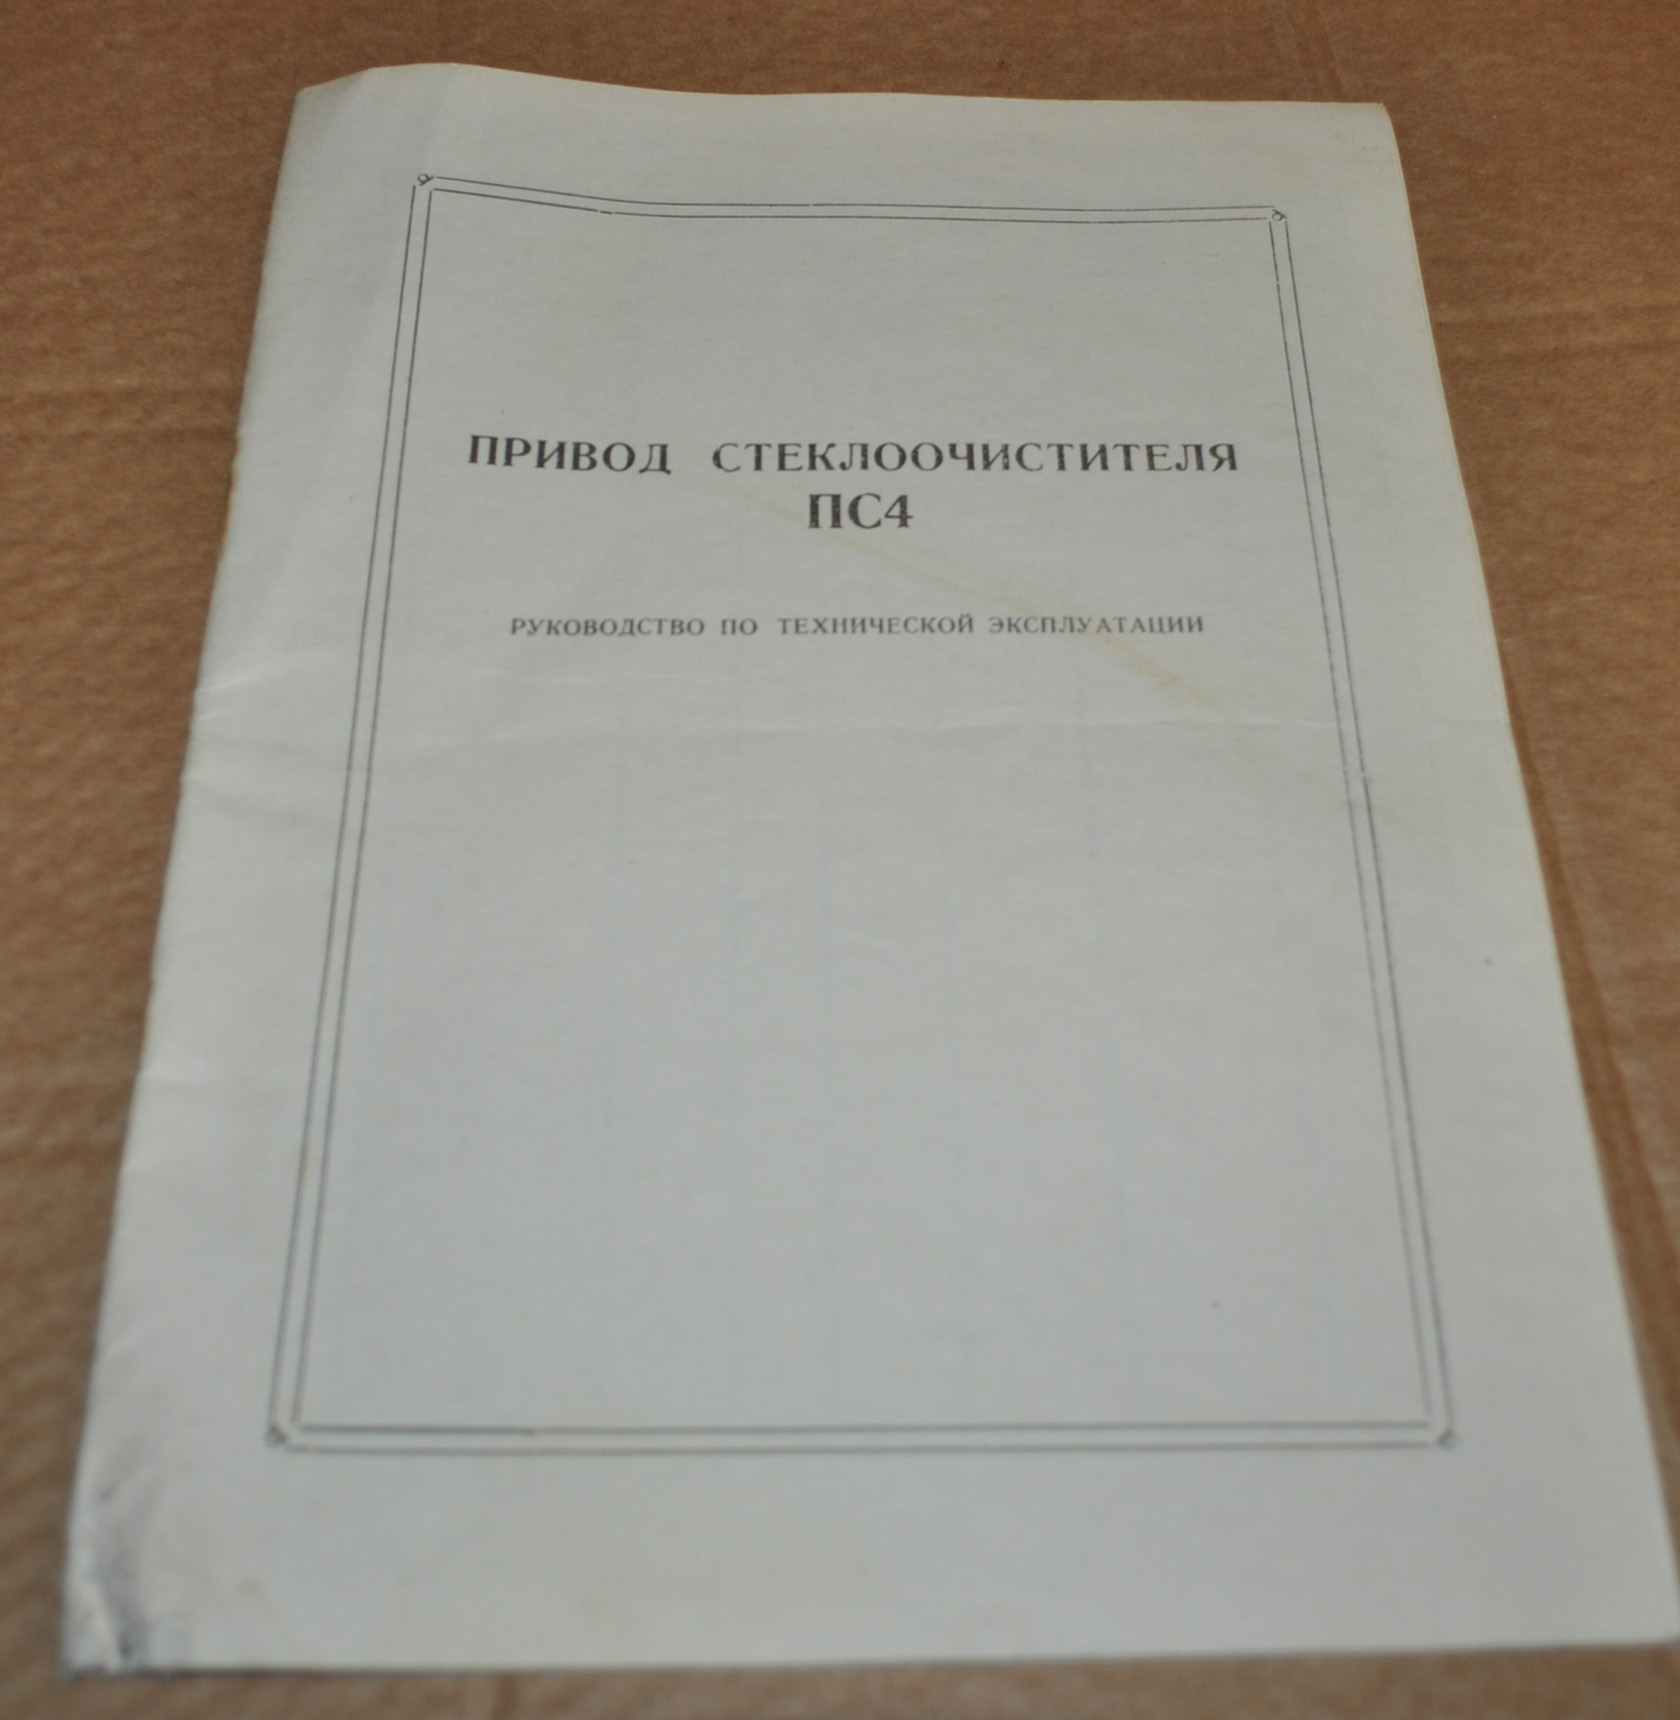 ПРИВОД СТЕКЛООЧИСТИТЕЛЯ
ПС4
РУКОВОДСТВО ПО ТЕХНИЧЕСКОЙ ЭКСПЛУАТАЦИИ